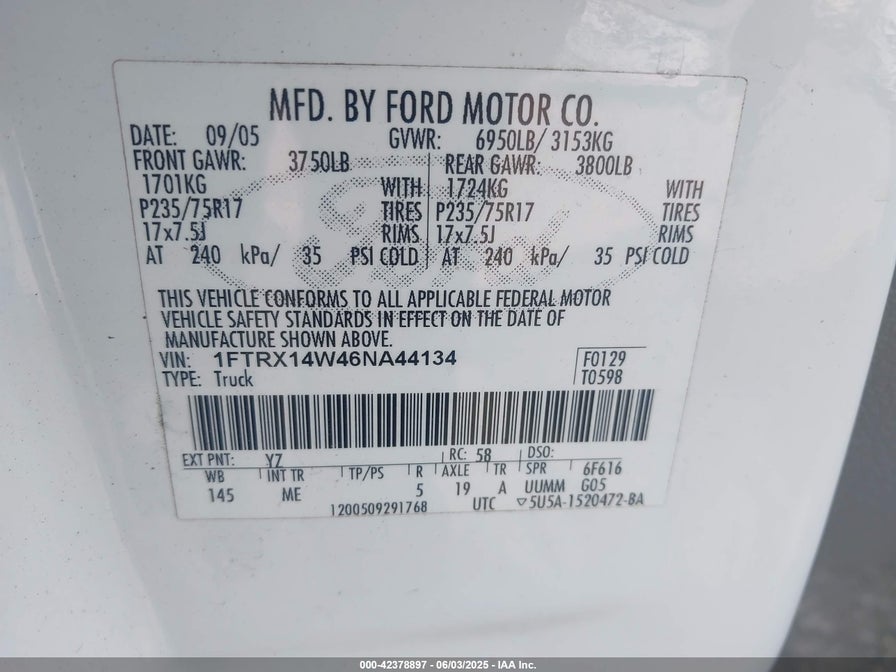 MFD. BY FORD MOTOR CO.
DATE: 09/05 GVWR: 6950LB/ 3153KG
FRONT GAWR: 3750LB REAR GAWR: 3800LB
1701KG WITH 1724KG WITH
P235/75R17 TIRES P235/75R17 TIRES
17x7.5J RIMS 17x7.5J RIMS
AT 240 kPa/ 35 PSI COLD AT 240 kPa/ 35 PSI COLD
Ford
THIS VEHICLE CONFORMS TO ALL APPLICABLE FEDERAL MOTOR
VEHICLE SAFETY STANDARDS IN EFFECT ON THE DATE OF
MANUFACTURE SHOWN ABOVE.
VIN: 1FTRX14W46NA44134 F0129
TYPE: Truck T0598
EXT PNT: YZ RC: 58 DSO:
WB INT TR TP/PS R AXLE TR SPR 6F616
145 ME 5 19 A UUMM G05
1200509291768 UTC ▽5U5A-1520472-BA
000-42378897 - 06/03/2025 - IAA Inc.